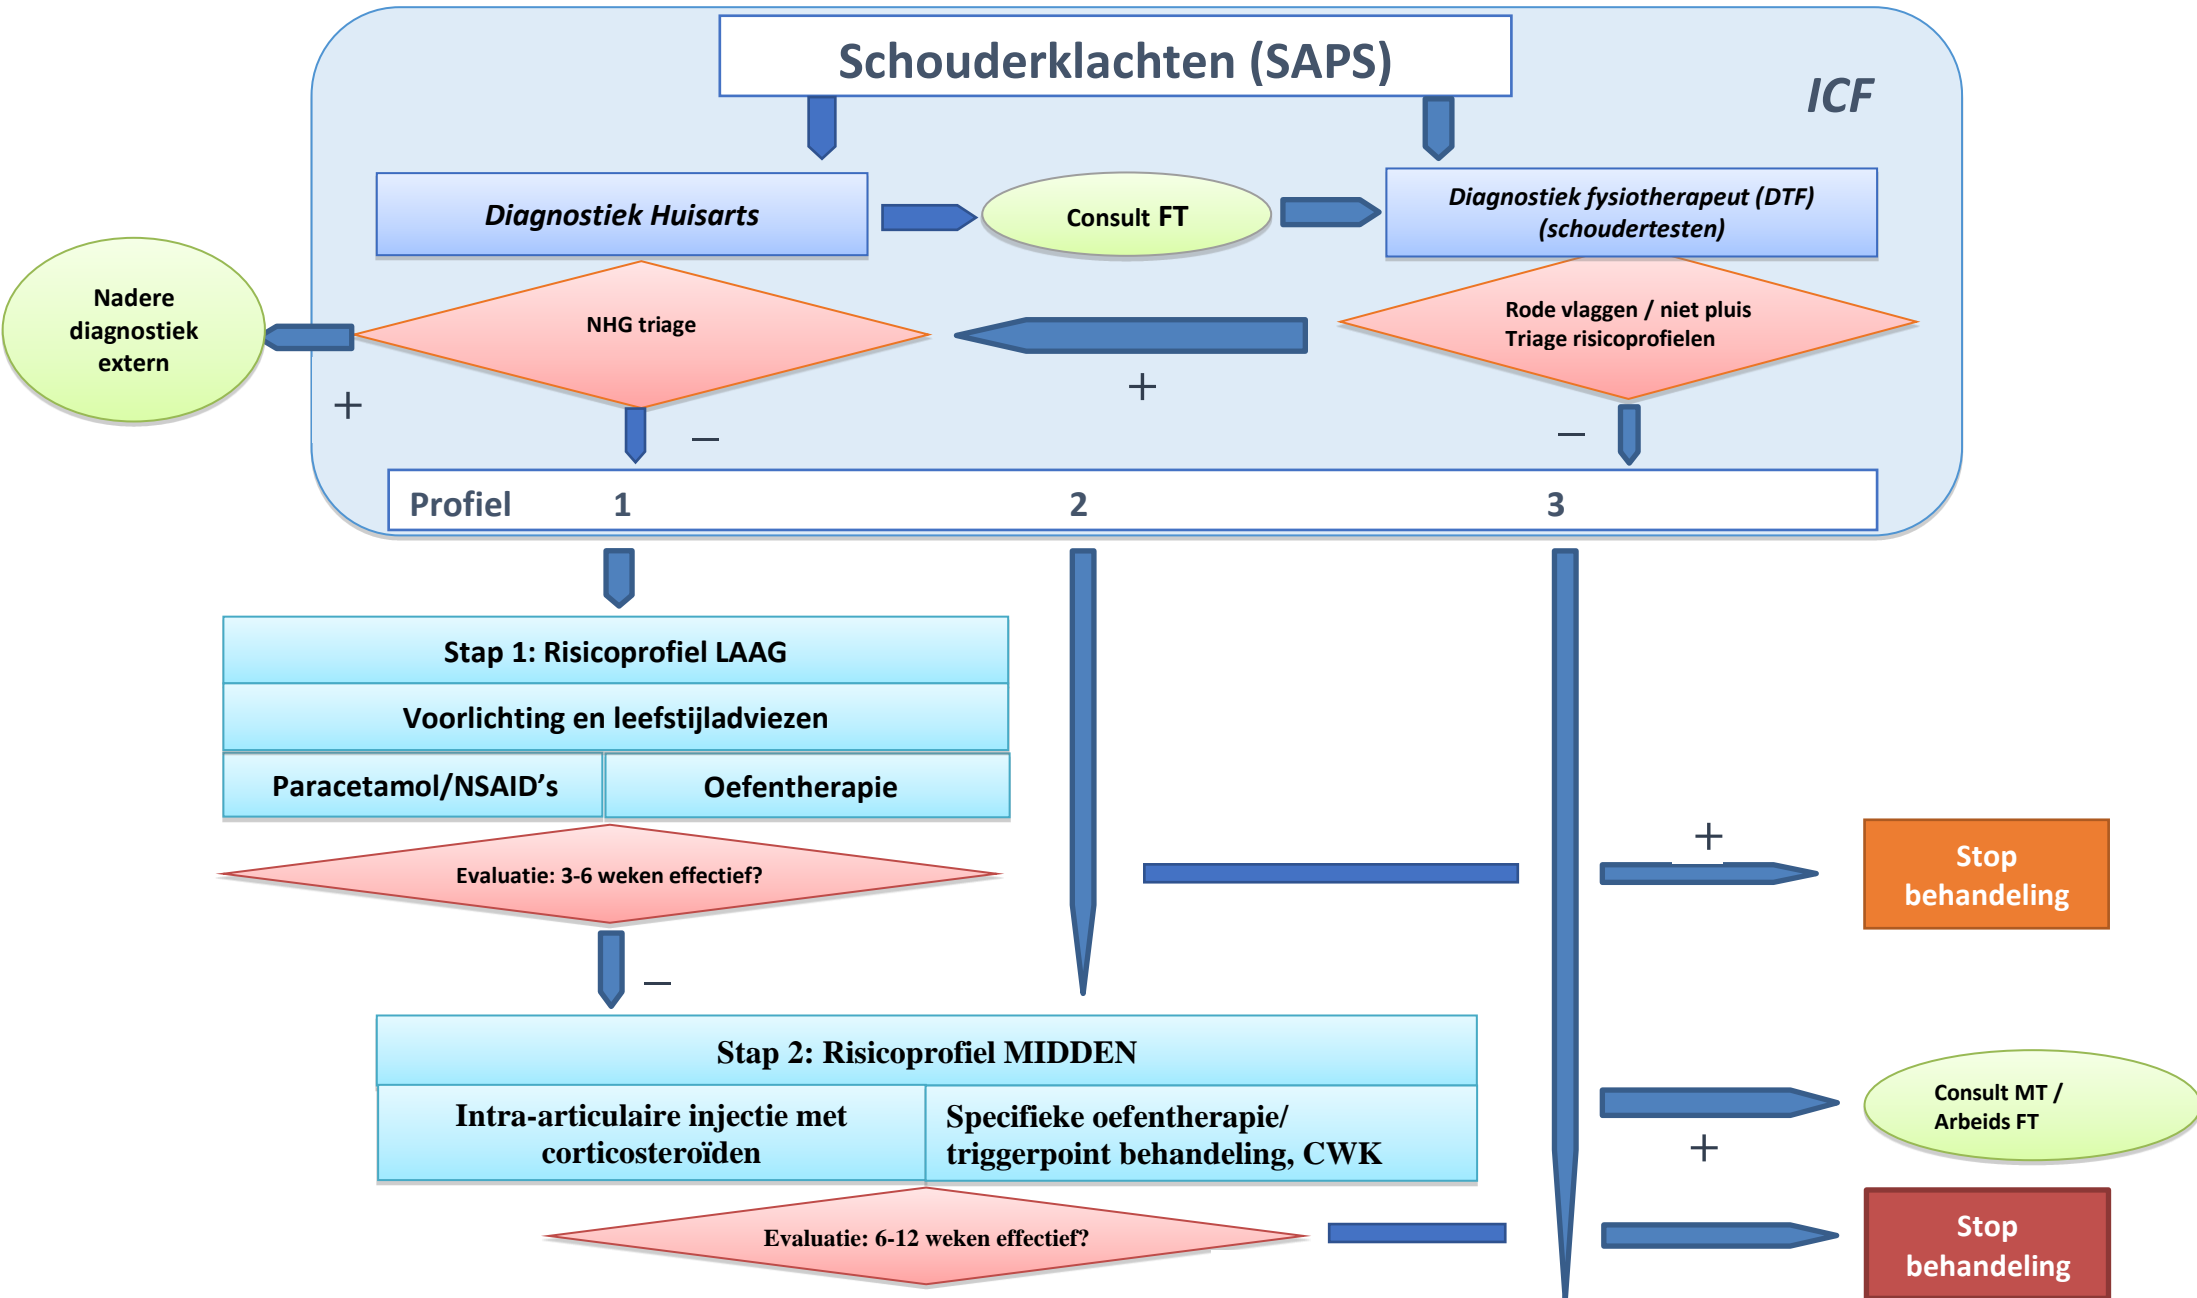 Schouderklachten (SAPS)
ICF
Diagnostiek Huisarts
Consult FT
Diagnostiek fysiotherapeut (DTF)
(schoudertesten)
Nadere
diagnostiek
extern
NHG triage
Rode vlaggen / niet pluis
Triage risicoprofielen
+
+
–
–
Profiel 1 2 3
Stap 1: Risicoprofiel LAAG
Voorlichting en leefstijladviezen
Paracetamol/NSAID’s
Oefentherapie
Evaluatie: 3-6 weken effectief?
+
Stop
behandeling
–
Stap 2: Risicoprofiel MIDDEN
Intra-articulaire injectie met
corticosteroïden
Specifieke oefentherapie/
triggerpoint behandeling, CWK
Consult MT /
Arbeids FT
+
Evaluatie: 6-12 weken effectief?
Stop
behandeling